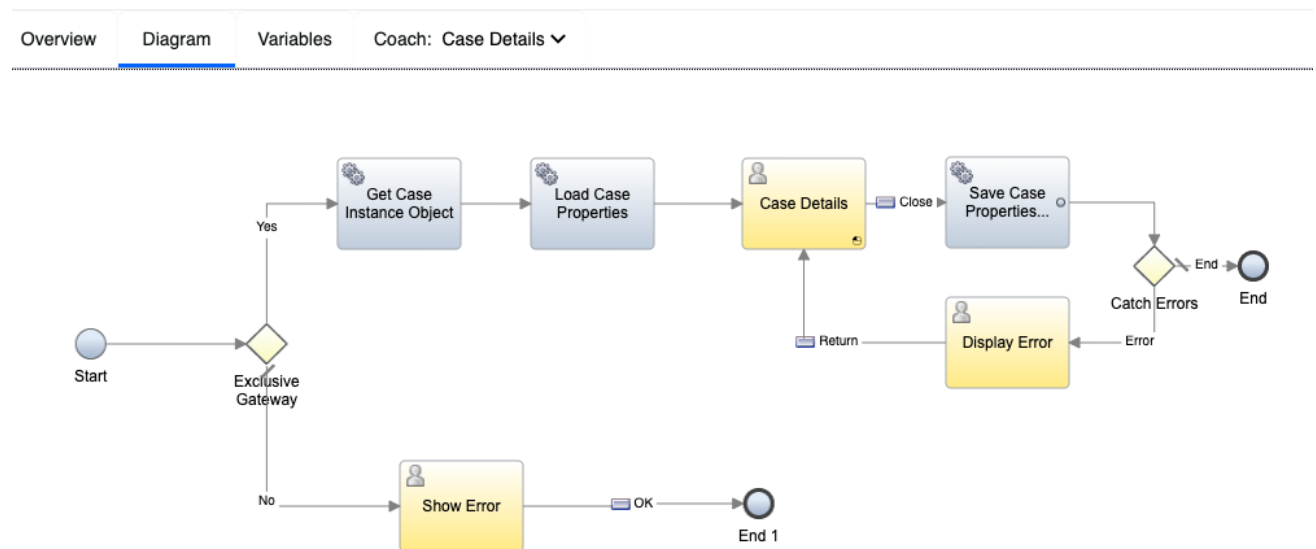 Overview
Diagram
Variables
Coach: Case Details
Get Case
Instance Object
Load Case
Properties
Case Details
Close
Save Case
Properties...
Yes
End
Catch Errors
End
Start
Exclusive
Gateway
Return
Display Error
Error
No
Show Error
OK
End 1